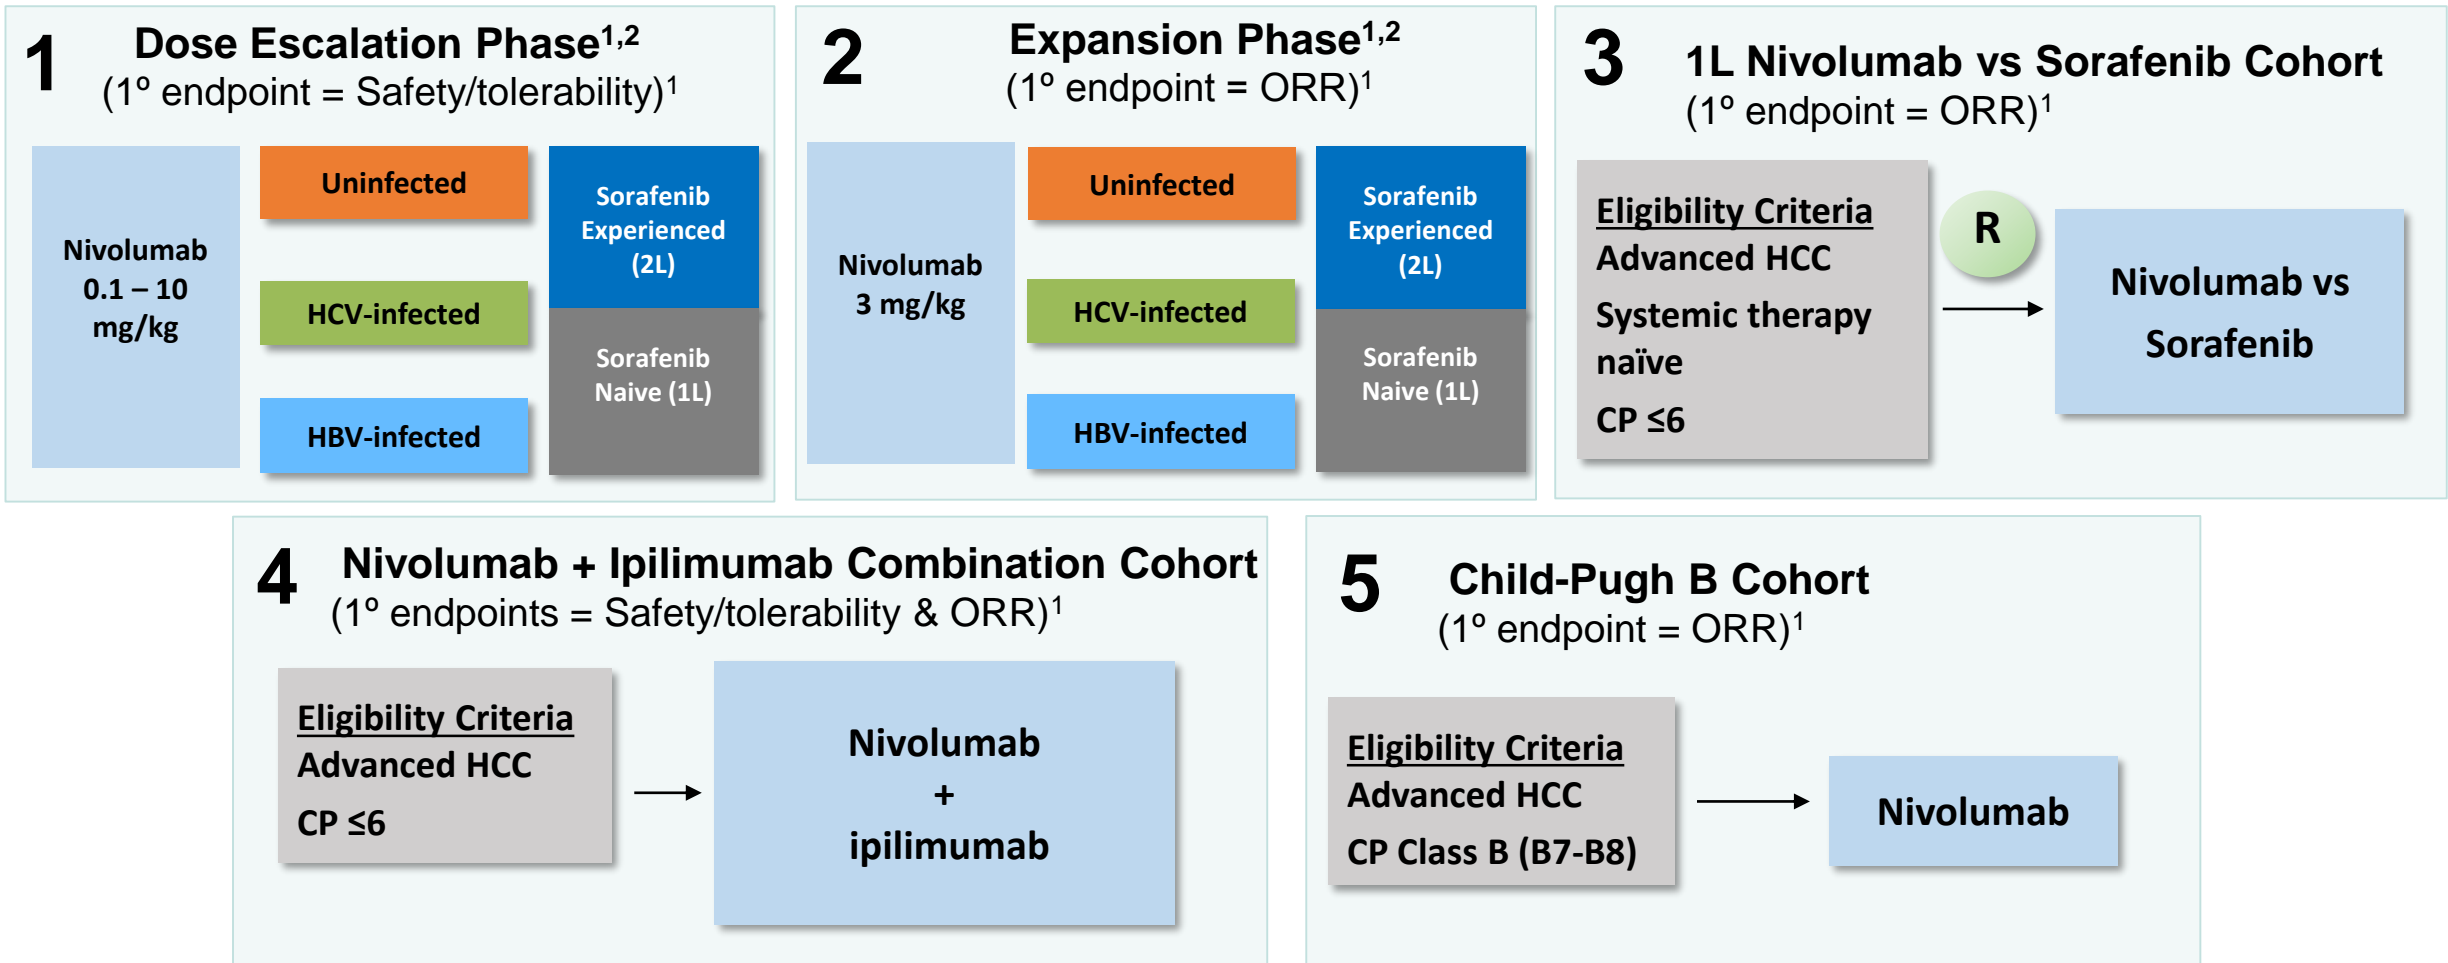 1
Dose Escalation Phase1,2
(1º endpoint = Safety/tolerability)1
Nivolumab
0.1 – 10
mg/kg
Uninfected
HCV-infected
HBV-infected
Sorafenib
Experienced
(2L)
Sorafenib
Naive (1L)
2
Expansion Phase1,2
(1º endpoint = ORR)1
Nivolumab
3 mg/kg
Uninfected
HCV-infected
HBV-infected
Sorafenib
Experienced
(2L)
Sorafenib
Naive (1L)
3
1L Nivolumab vs Sorafenib Cohort
(1º endpoint = ORR)1
Eligibility Criteria
Advanced HCC
Systemic therapy
naïve
CP ≤6
R
Nivolumab vs
Sorafenib
4
Nivolumab + Ipilimumab Combination Cohort
(1º endpoints = Safety/tolerability & ORR)1
Eligibility Criteria
Advanced HCC
CP ≤6
Nivolumab
+
ipilimumab
5
Child-Pugh B Cohort
(1º endpoint = ORR)1
Eligibility Criteria
Advanced HCC
CP Class B (B7-B8)
Nivolumab